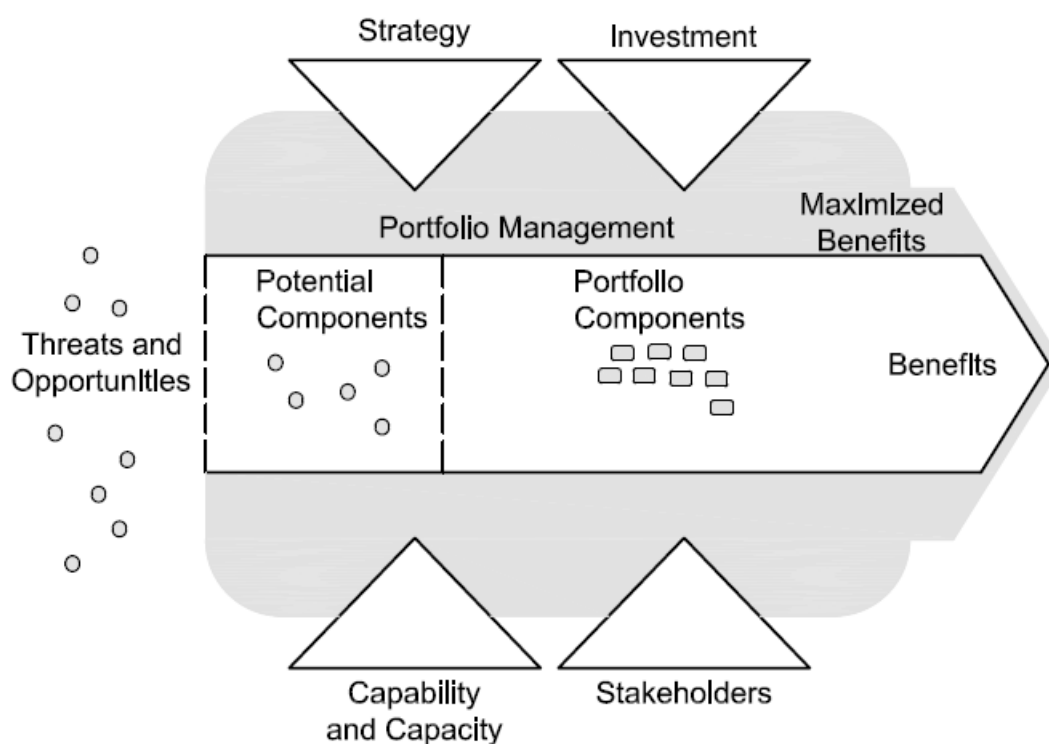 Strategy
Investment
Portfolio Management
Maximized
Benefits
Potential
Components
Portfolio
Components
Threats and
Opportunities
Benefits
Capability
and Capacity
Stakeholders